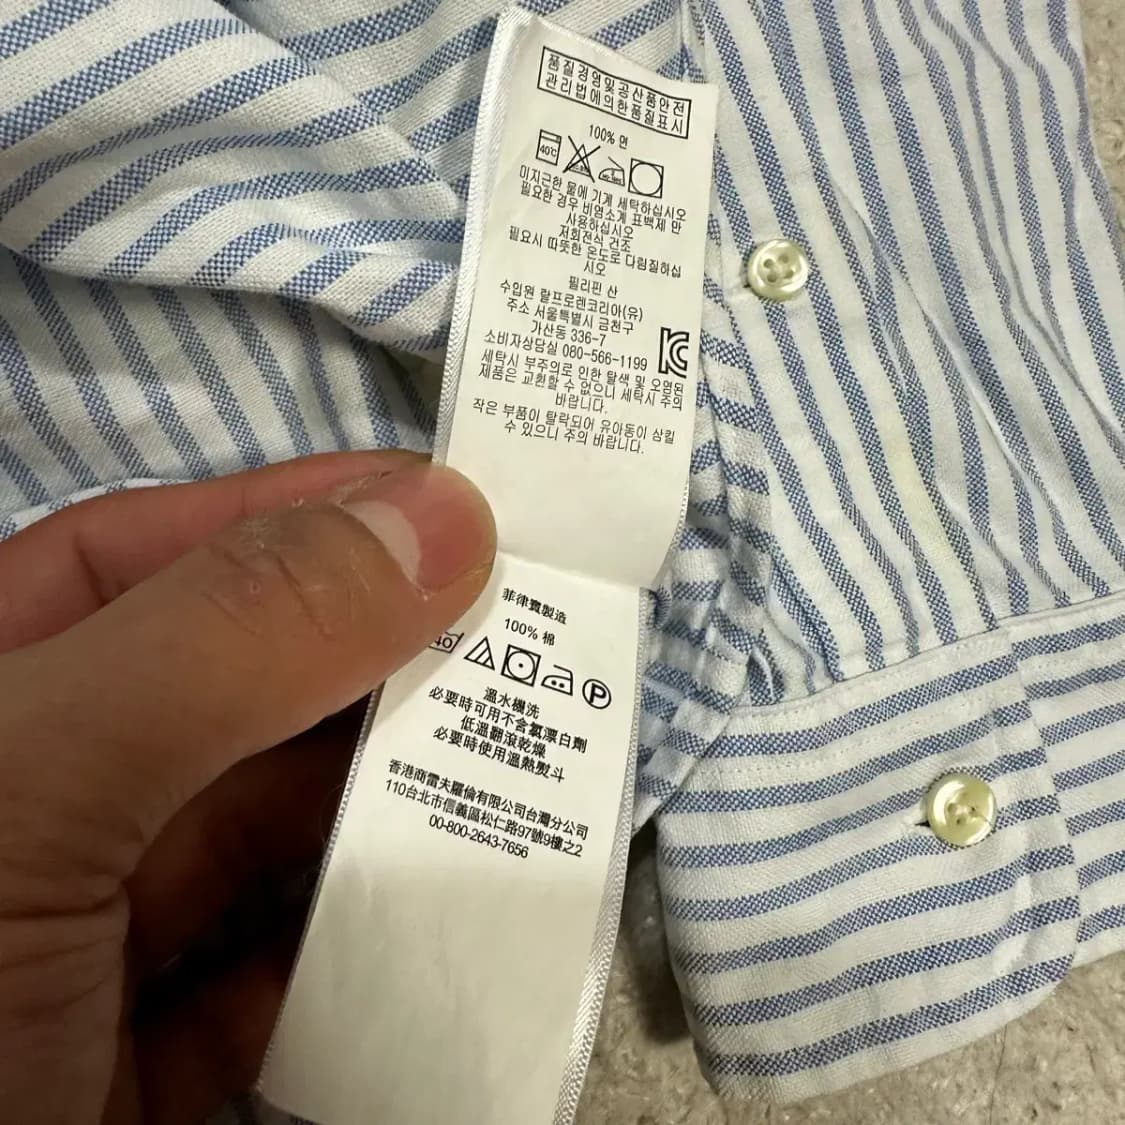 품질경영및공산품안전
관리법에의한품질표시
100% 면
40℃
미지근한 물에 기계 세탁하십시오
필요한 경우 비염소계 표백제 만
사용하십시오
저회전식 건조
필요시 따뜻한 온도로 다림질하십
시오
필리핀 산
수입원 랄프로렌코리아(유)
주소 서울특별시 금천구
가산동 336-7
소비자상담실 080-566-1199
세탁시 부주의로 인한 탈색 및 오염된
제품은 교환할 수 없으니 세탁시 주의
바랍니다.
작은 부품이 탈락되어 유아동이 삼킬
수 있으니 주의 바랍니다.
菲律賓製造
100% 棉
40
P
溫水機洗
必要時可用不含氯漂白劑
低溫翻滾乾燥
必要時使用溫熱熨斗
香港商雷夫羅倫有限公司台灣分公司
110台北市信義區松仁路97號9樓之2
00-800-2643-7656